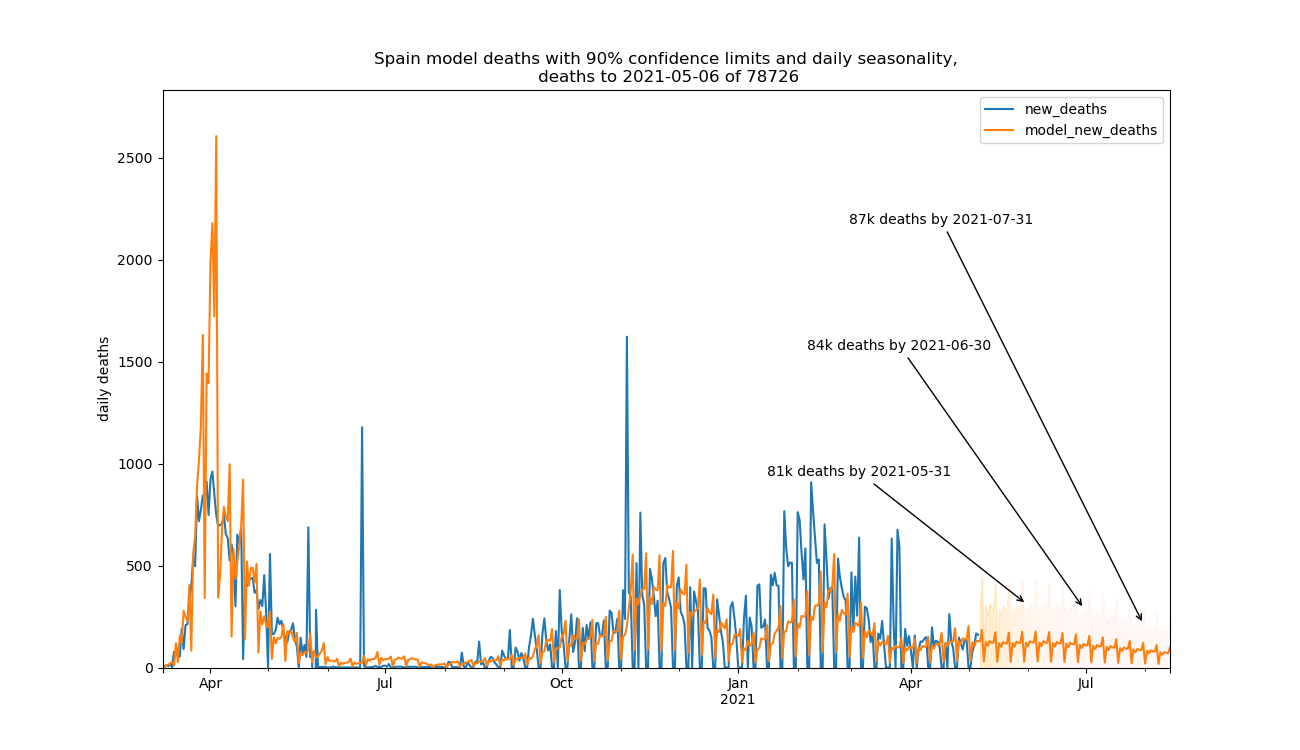 Spain model deaths with 90% confidence limits and daily seasonality,
deaths to 2021-05-06 of 78726
new_deaths
model_new_deaths
2500
2000
1500
1000
500
0
daily deaths
87k deaths by 2021-07-31
84k deaths by 2021-06-30
81k deaths by 2021-05-31
Apr
Jul
Oct
Jan
2021
Apr
Jul